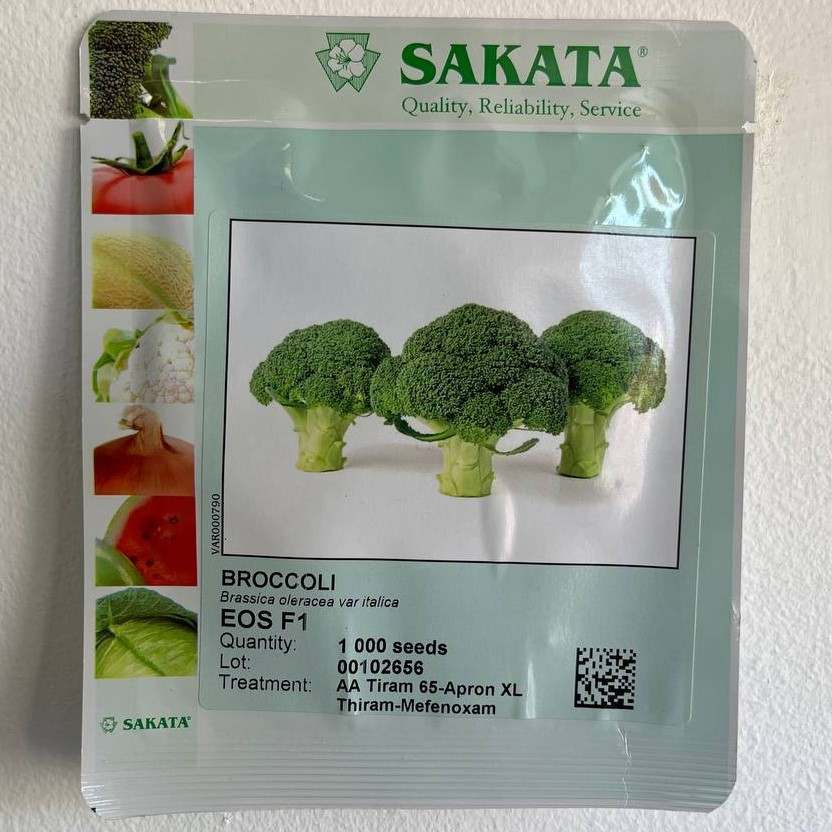 SAKATA®
Quality, Reliability, Service
VAR000790
BROCCOLI
Brassica oleracea var italica
EOS F1
Quantity: 1 000 seeds
Lot: 00102656
Treatment: AA Tiram 65-Apron XL
Thiram-Mefenoxam
SAKATA®